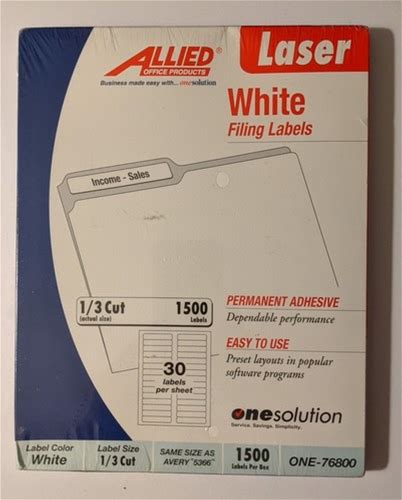 ALLIED®
OFFICE PRODUCTS
Business made easy with... onesolution
Laser
White
Filing Labels
Income - Sales
1/3 Cut
(actual size)
1500
Labels
PERMANENT ADHESIVE
Dependable performance
EASY TO USE
Preset layouts in popular
software programs
30
labels
per sheet
onesolution
Service. Savings. Simplicity.
Label Color
White
Label Size
1/3 Cut
SAME SIZE AS
AVERY "5366"
1500
Labels Per Box
ONE-76800